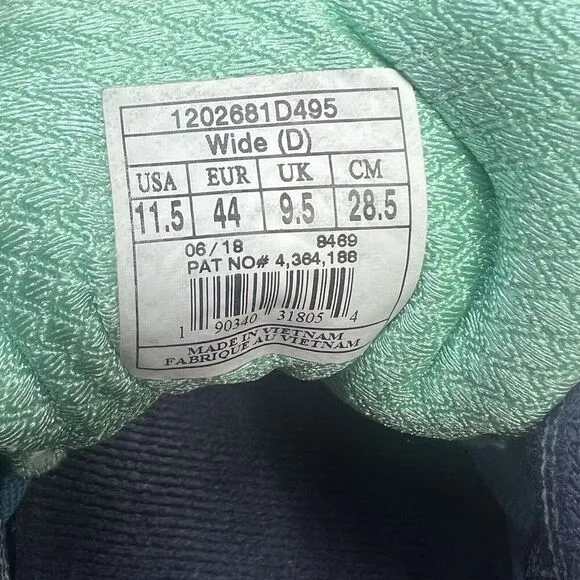 1202681D495
Wide (D)
USA EUR UK CM
11.5 44 9.5 28.5
06/18 8469
PAT NO# 4,364,188
1 90340 31805 4
MADE IN VIETNAM
FABRIQUE AU VIETNAM